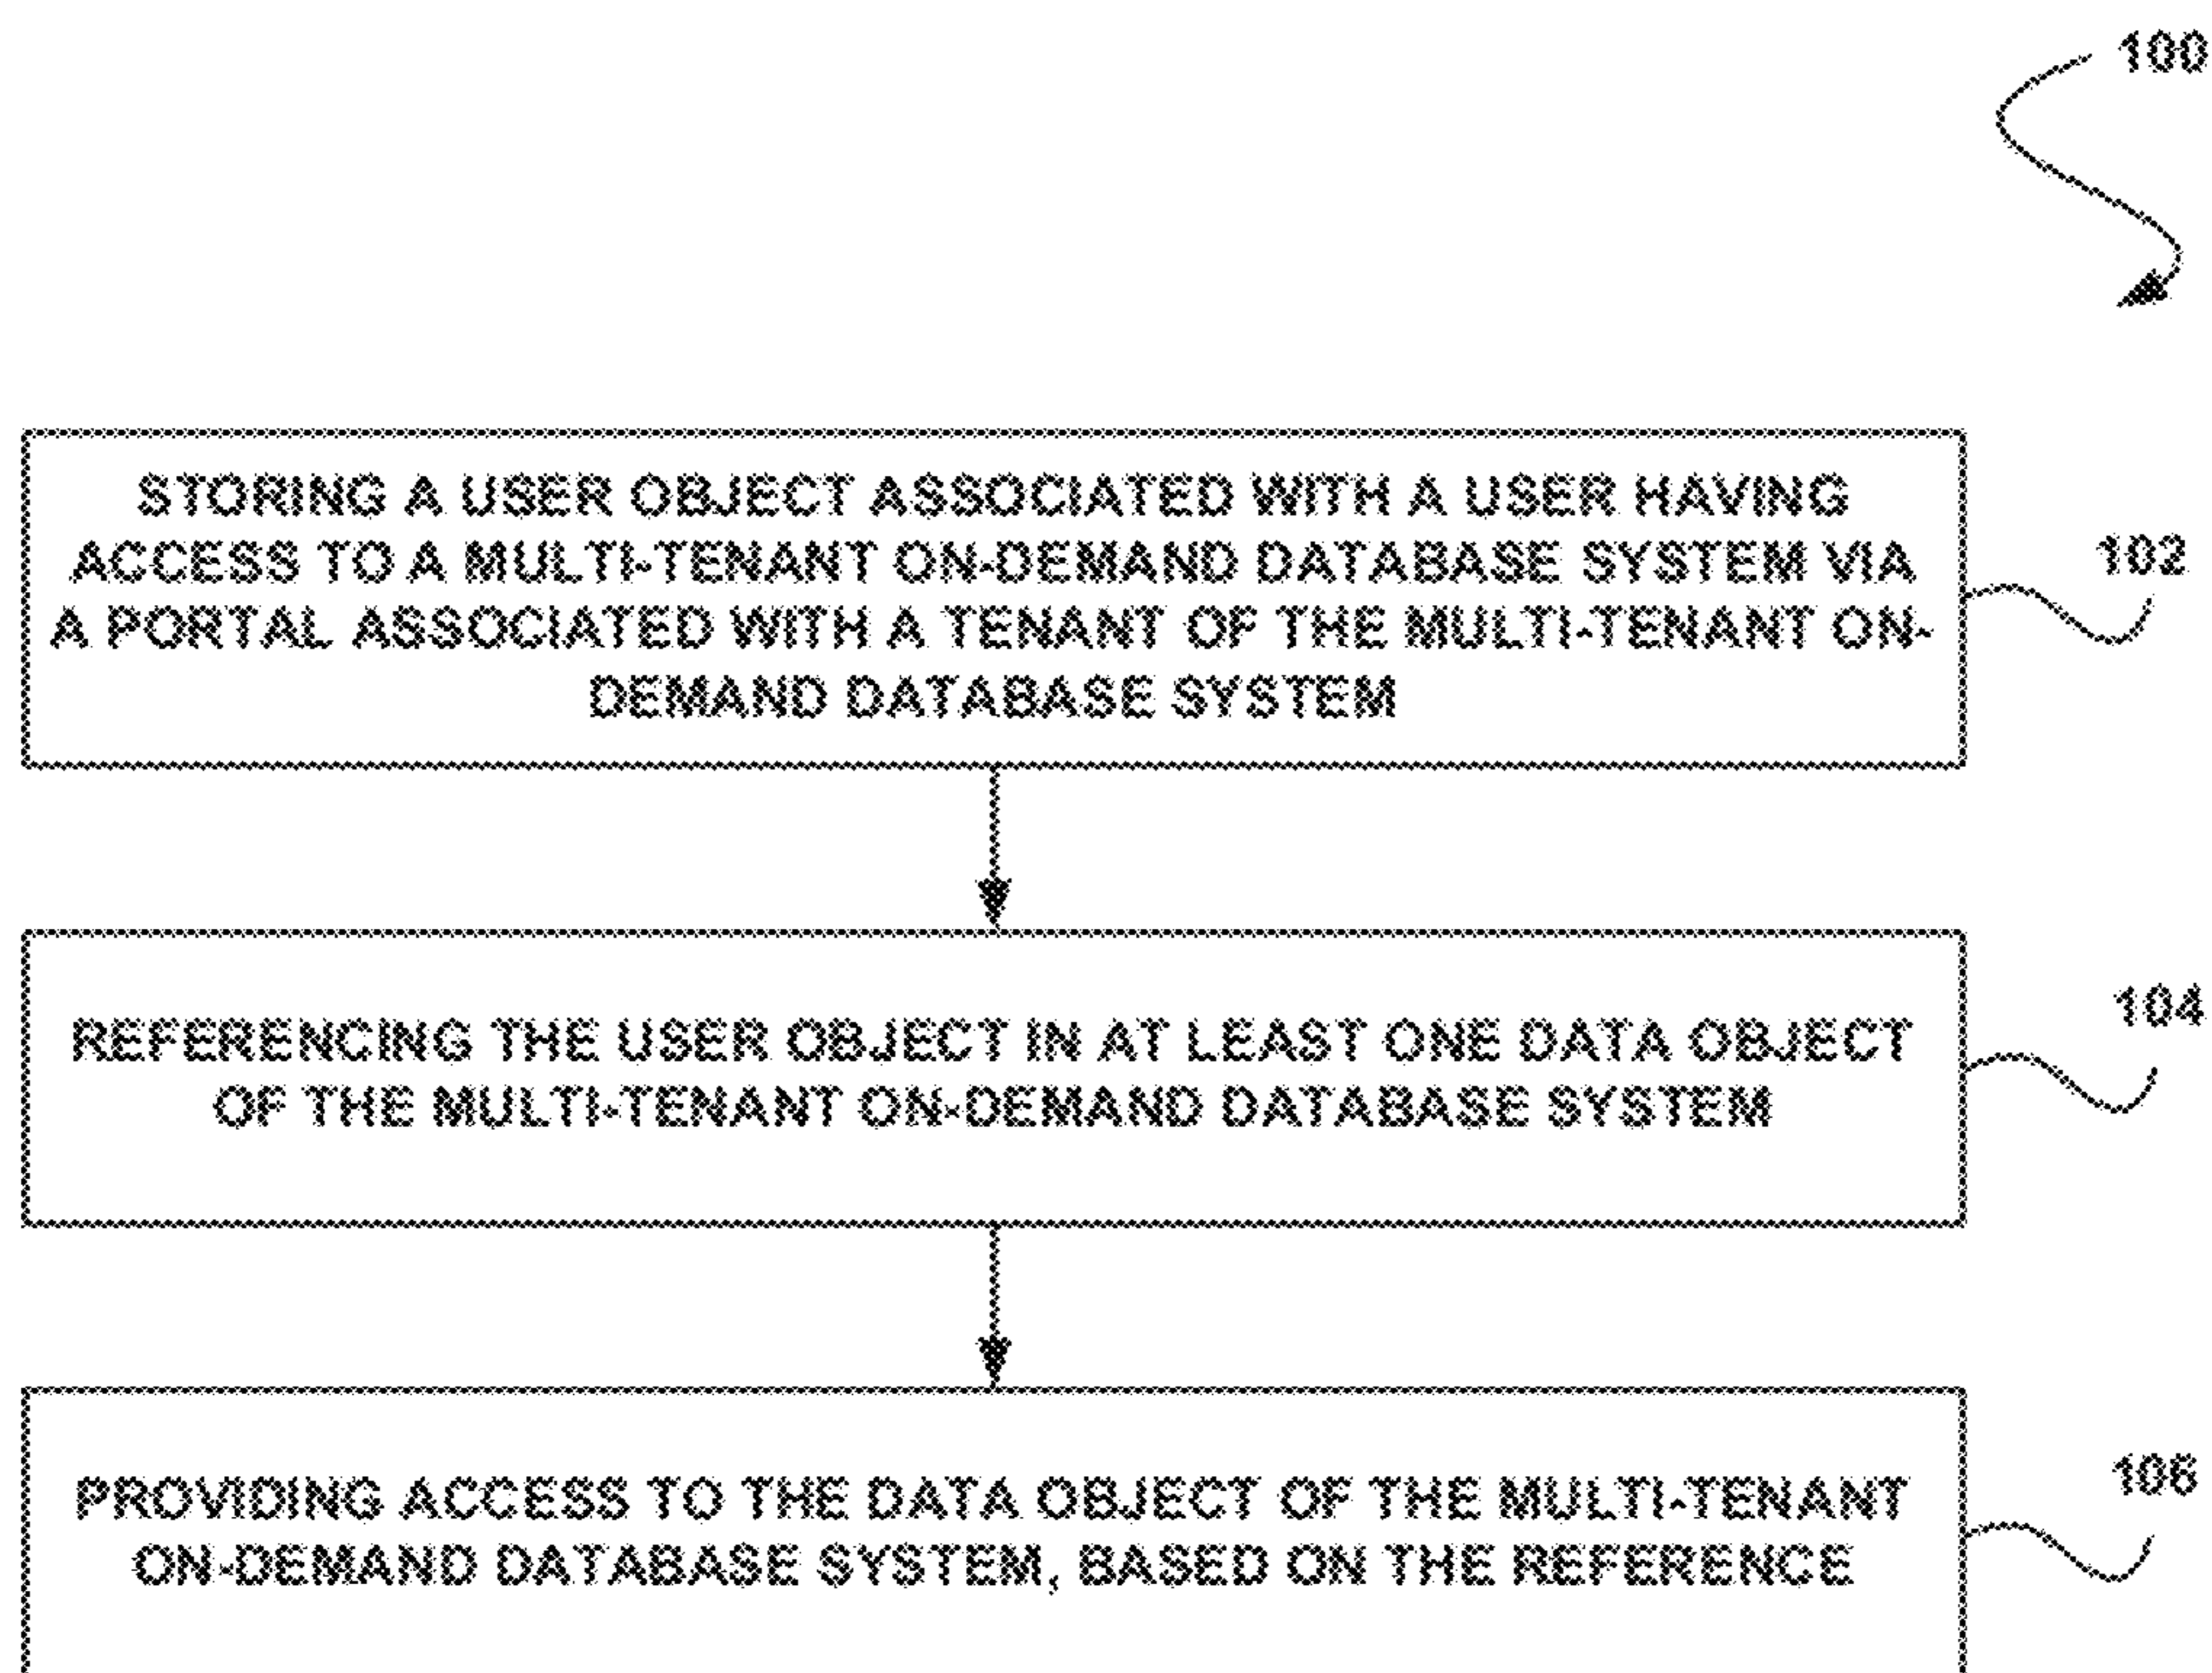 100
STORING A USER OBJECT ASSOCIATED WITH A USER HAVING
ACCESS TO A MULTI-TENANT ON-DEMAND DATABASE SYSTEM VIA
A PORTAL ASSOCIATED WITH A TENANT OF THE MULTI-TENANT ON-
DEMAND DATABASE SYSTEM
102
REFERENCING THE USER OBJECT IN AT LEAST ONE DATA OBJECT
OF THE MULTI-TENANT ON-DEMAND DATABASE SYSTEM
104
PROVIDING ACCESS TO THE DATA OBJECT OF THE MULTI-TENANT
ON-DEMAND DATABASE SYSTEM, BASED ON THE REFERENCE
106